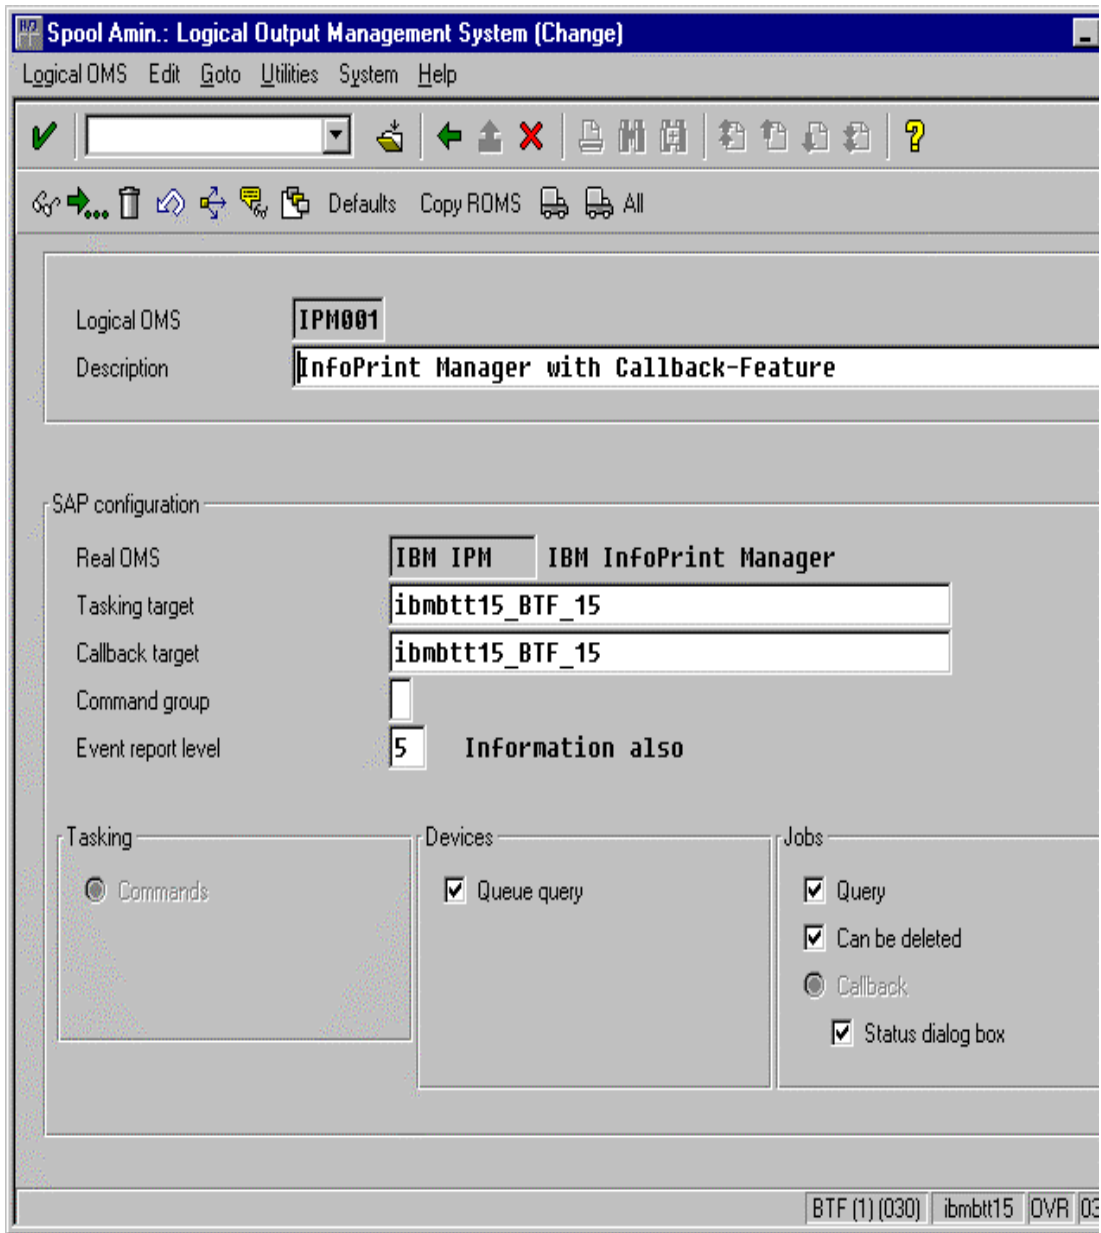 Spool Amin.: Logical Output Management System (Change)
Logical OMS Edit Goto Utilities System Help
Defaults Copy ROMS All
Logical OMS IPM001
Description InfoPrint Manager with Callback-Feature
SAP configuration
Real OMS IBM IPM IBM InfoPrint Manager
Tasking target ibmbtt15_BTF_15
Callback target ibmbtt15_BTF_15
Command group
Event report level 5 Information also
Tasking Devices Jobs
Commands Queue query Query
Can be deleted
Callback
Status dialog box
BTF (1) (030) ibmbtt15 OVR 03